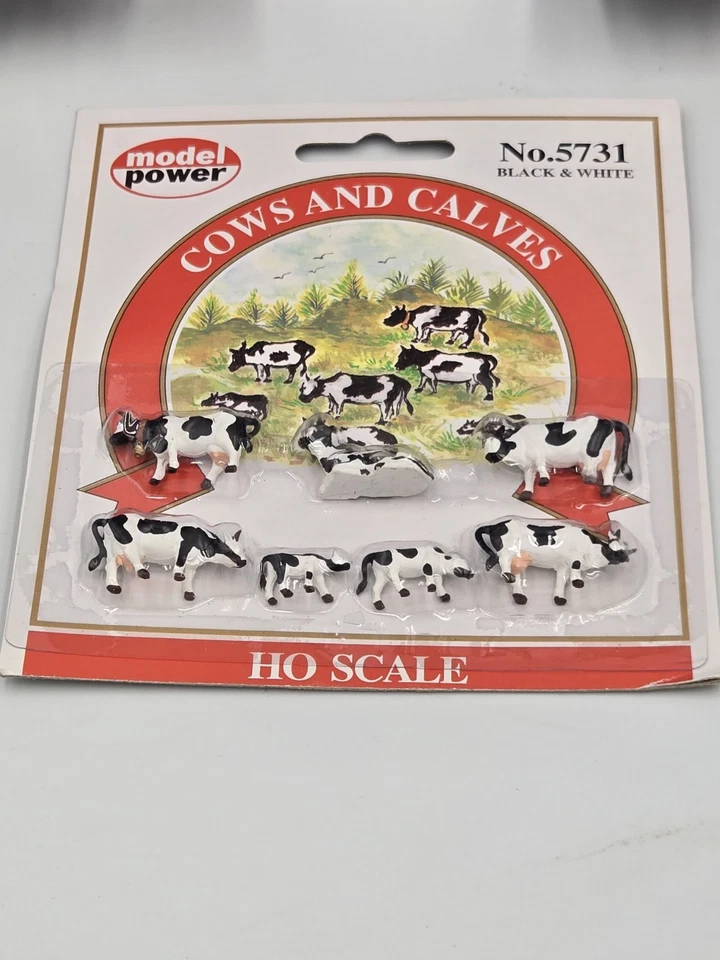 model
power
No.5731
BLACK & WHITE
COWS AND CALVES
HO SCALE